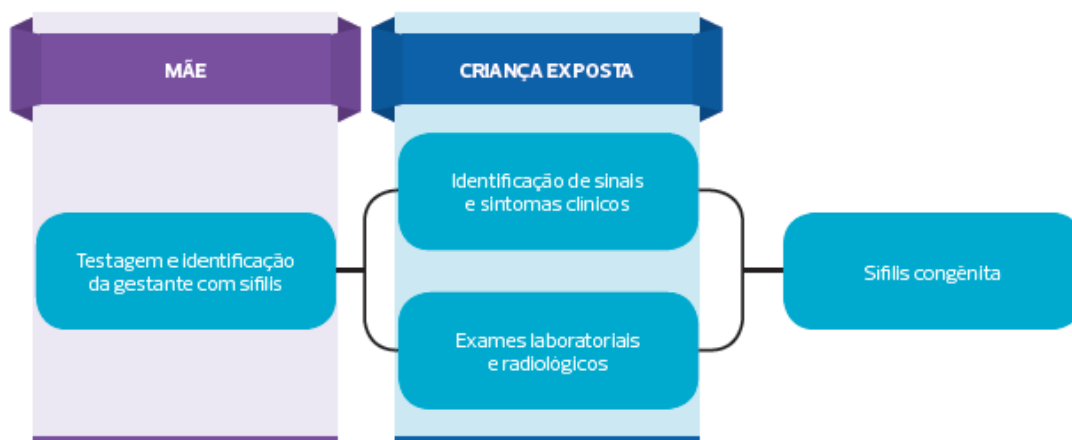 MÃE
CRIANÇA EXPOSTA
Identificação de sinais
e sintomas clínicos
Testagem e identificação
da gestante com sífilis
Sífilis congênita
Exames laboratoriais
e radiológicos